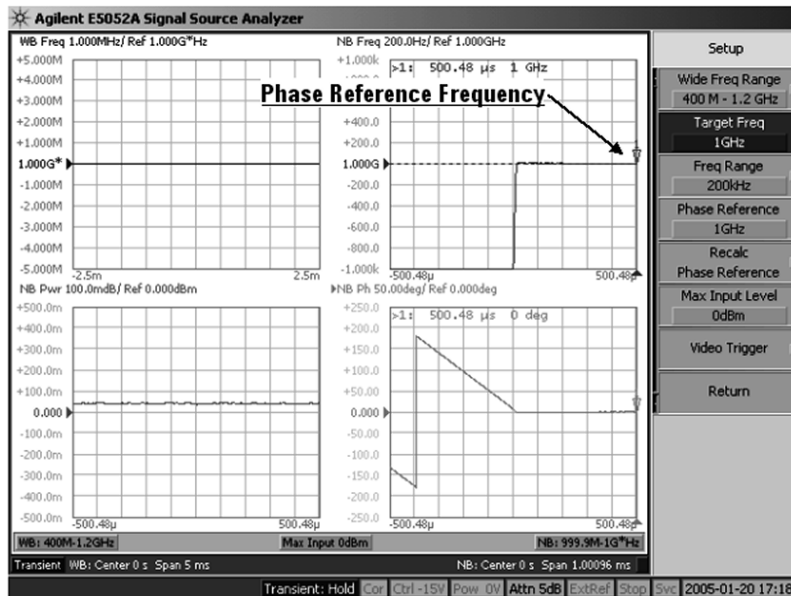 Agilent E5052A Signal Source Analyzer
WB Freq 1.000MHz/ Ref 1.000G*Hz
+5.000M
+4.000M
+3.000M
+2.000M
+1.000M
1.000G*
-1.000M
-2.000M
-3.000M
-4.000M
-5.000M
-2.5m 2.5m
NB Freq 200.0Hz/ Ref 1.000GHz
+1.000k
>1: 500.48 µs 1 GHz
Phase Reference Frequency
+400.0
+200.0
1.000G
-200.0
-400.0
-600.0
-800.0
-1.000k
-500.48µ 500.48µ
NB Pwr 100.0mdB/ Ref 0.000dBm
+500.0m
+400.0m
+300.0m
+200.0m
+100.0m
0.000
-100.0m
-200.0m
-300.0m
-400.0m
-500.0m
-500.48µ 500.48µ
NB Ph 50.00deg/ Ref 0.000deg
+250.0
>1: 500.48 µs 0 deg
+200.0
+150.0
+100.0
+50.00
0.000
-50.00
-100.0
-150.0
-200.0
-250.0
-500.48µ 500.48µ
WB: 400M-1.2GHz Max Input 0dBm NB: 999.9M-1G*Hz
Transient WB: Center 0 s Span 5 ms NB: Center 0 s Span 1.00096 ms
Setup
Wide Freq Range
400 M - 1.2 GHz
Target Freq
1GHz
Freq Range
200kHz
Phase Reference
1GHz
Recalc
Phase Reference
Max Input Level
0dBm
Video Trigger
Return
Transient: Hold Cor Ctrl -15V Pow 0V Attn 5dB ExtRef Stop Svc 2005-01-20 17:18